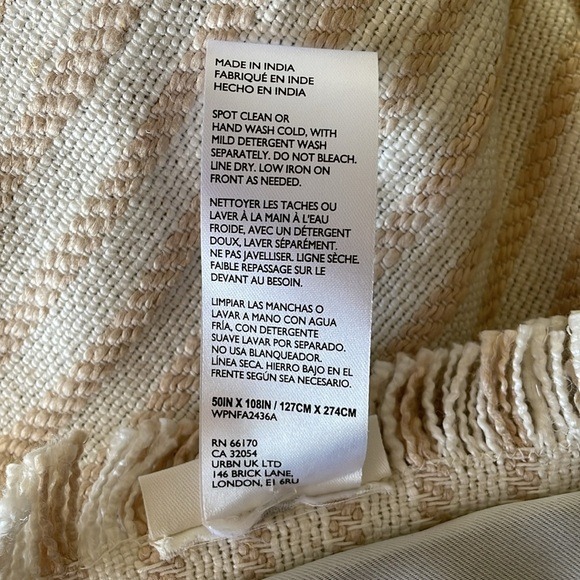 MADE IN INDIA
FABRIQUÉ EN INDE
HECHO EN INDIA
SPOT CLEAN OR
HAND WASH COLD, WITH
MILD DETERGENT WASH
SEPARATELY. DO NOT BLEACH.
LINE DRY. LOW IRON ON
FRONT AS NEEDED.
NETTOYER LES TACHES OU
LAVER À LA MAIN À L'EAU
FROIDE, AVEC UN DÉTERGENT
DOUX, LAVER SÉPARÉMENT.
NE PAS JAVELLISER. LIGNE SÈCHE.
FAIBLE REPASSAGE SUR LE
DEVANT AU BESOIN.
LIMPIAR LAS MANCHAS O
LAVAR A MANO CON AGUA
FRÍA, CON DETERGENTE
SUAVE LAVAR POR SEPARADO.
NO USA BLANQUEADOR.
LÍNEA SECA. HIERRO BAJO EN EL
FRENTE SEGÚN SEA NECESARIO.
50IN X 108IN / 127CM X 274CM
WPNFA2436A
RN 66170
CA 32054
URBN UK LTD
146 BRICK LANE,
LONDON, E1 6RU